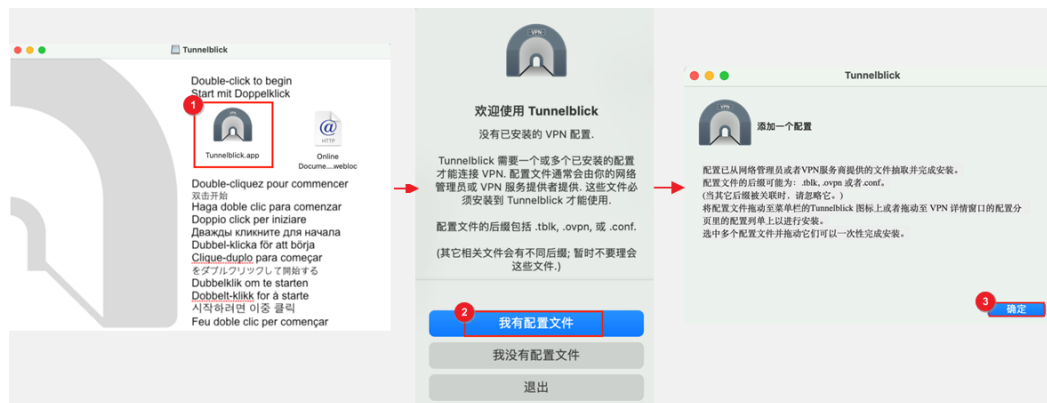 Tunnelblick
Double-click to begin
Start mit Doppelklick
1
VPN
Tunnelblick.app
@
HTTP
Online
Docume....webloc
Double-cliquez pour commencer
双击开始
Haga doble clic para comenzar
Doppio click per iniziare
Дважды кликните для начала
Dubbel-klicka för att börja
Clique-duplo para começar
をダブルクリックして開始する
Dubbelklik om te starten
Dobbelt-klikk for å starte
시작하려면 이중 클릭
Feu doble clic per començar
VPN
欢迎使用 Tunnelblick
没有已安装的 VPN 配置.
Tunnelblick 需要一个或多个已安装的配置
才能连接 VPN. 配置文件通常会由你的网络
管理员或 VPN 服务提供者提供. 这些文件必
须安装到 Tunnelblick 才能使用.
配置文件的后缀包括 .tblk, .ovpn, 或 .conf.
(其它相关文件会有不同后缀; 暂时不要理会
这些文件.)
2
我有配置文件
我没有配置文件
退出
Tunnelblick
VPN
添加一个配置
配置已从网络管理员或者VPN服务商提供的文件抽取并完成安装。
配置文件的后缀可能为：.tblk, .ovpn 或者.conf。
(当其它后缀被关联时，请忽略它。)
将配置文件拖动至菜单栏的Tunnelblick 图标上或者拖动至 VPN 详情窗口的配置分
页里的配置列单上以进行安装。
选中多个配置文件并拖动它们可以一次性完成安装。
3
确定